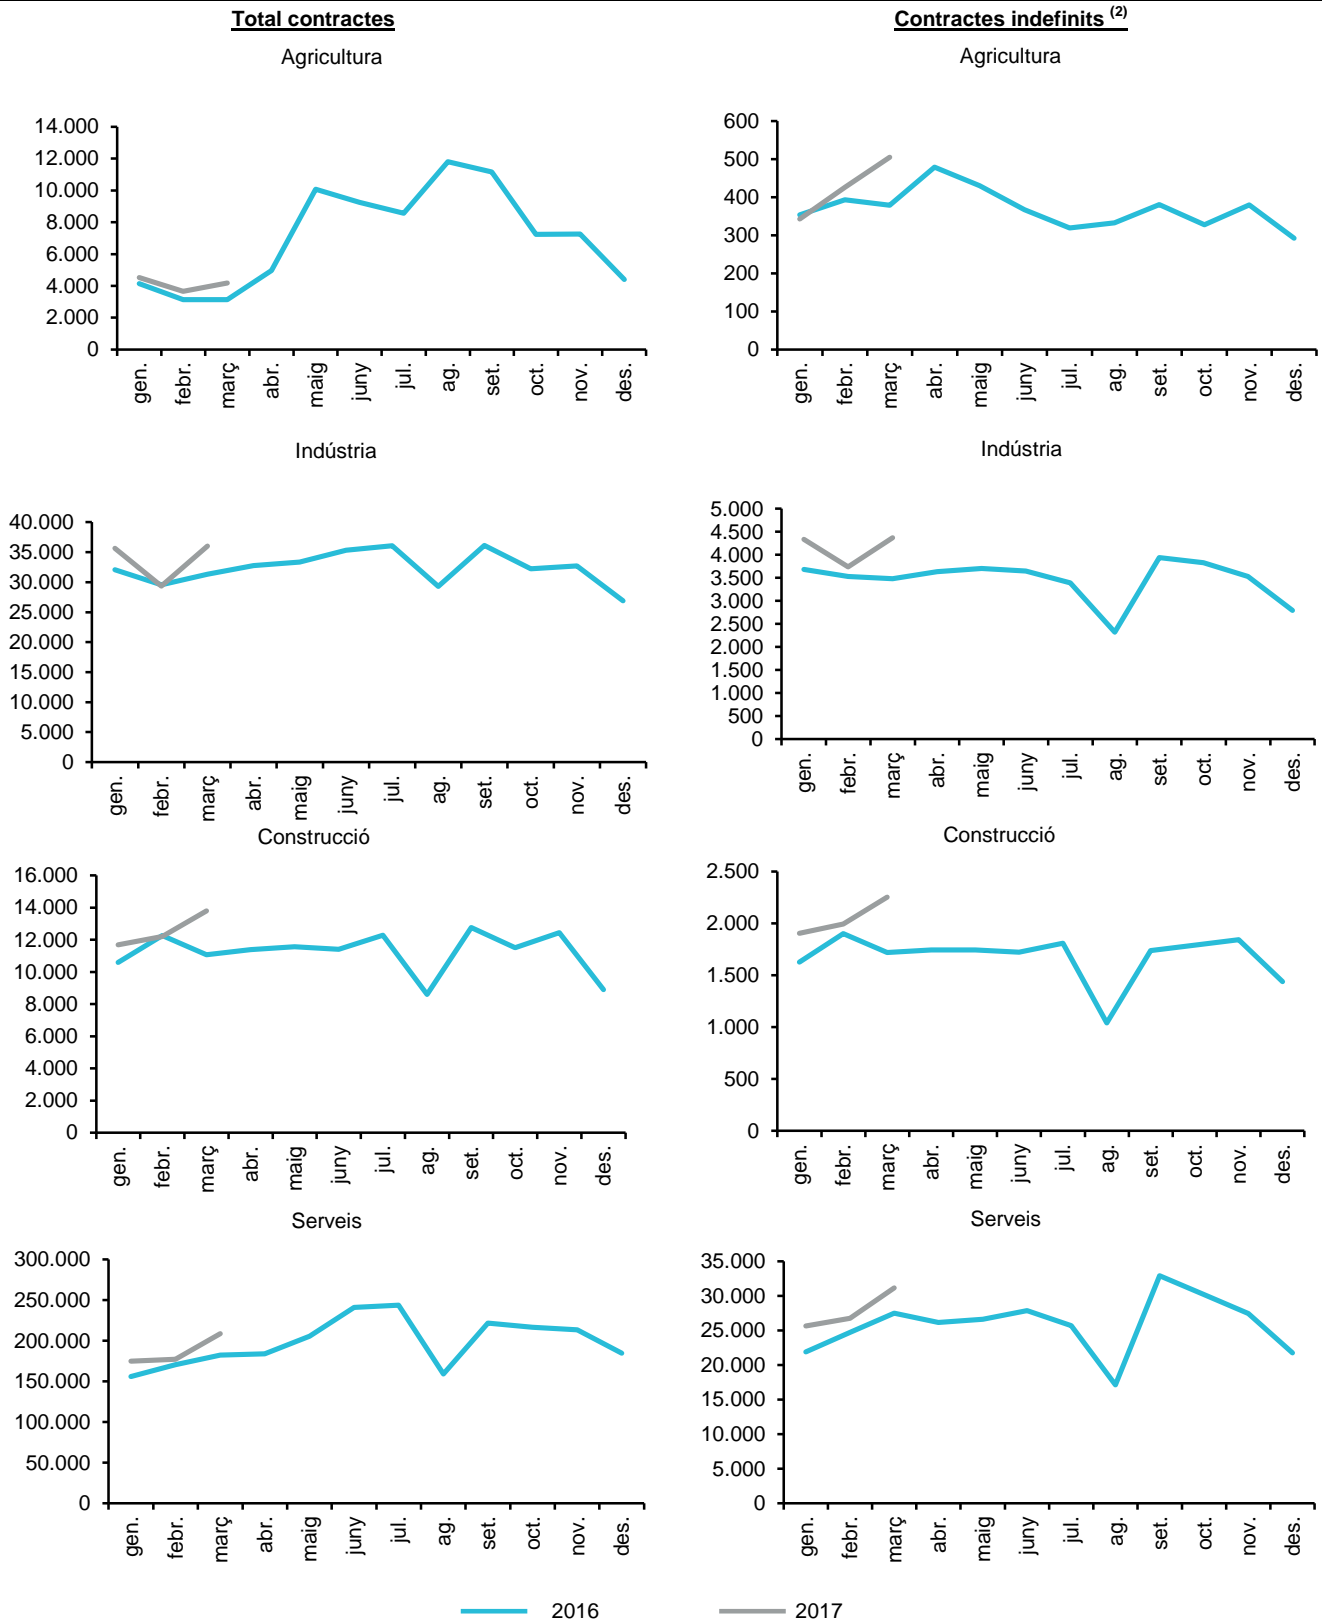 Total contractes
Contractes indefinits (2)
Agricultura
14.000
12.000
10.000
8.000
6.000
4.000
2.000
0
gen.
febr.
març
abr.
maig
juny
jul.
ag.
set.
oct.
nov.
des.
Agricultura
600
500
400
300
200
100
0
gen.
febr.
març
abr.
maig
juny
jul.
ag.
set.
oct.
nov.
des.
Indústria
40.000
35.000
30.000
25.000
20.000
15.000
10.000
5.000
0
gen.
febr.
març
abr.
maig
juny
jul.
ag.
set.
oct.
nov.
des.
Indústria
5.000
4.500
4.000
3.500
3.000
2.500
2.000
1.500
1.000
500
0
gen.
febr.
març
abr.
maig
juny
jul.
ag.
set.
oct.
nov.
des.
Construcció
16.000
14.000
12.000
10.000
8.000
6.000
4.000
2.000
0
gen.
febr.
març
abr.
maig
juny
jul.
ag.
set.
oct.
nov.
des.
Construcció
2.500
2.000
1.500
1.000
500
0
gen.
febr.
març
abr.
maig
juny
jul.
ag.
set.
oct.
nov.
des.
Serveis
300.000
250.000
200.000
150.000
100.000
50.000
0
gen.
febr.
març
abr.
maig
juny
jul.
ag.
set.
oct.
nov.
des.
Serveis
35.000
30.000
25.000
20.000
15.000
10.000
5.000
0
gen.
febr.
març
abr.
maig
juny
jul.
ag.
set.
oct.
nov.
des.
2016
2017